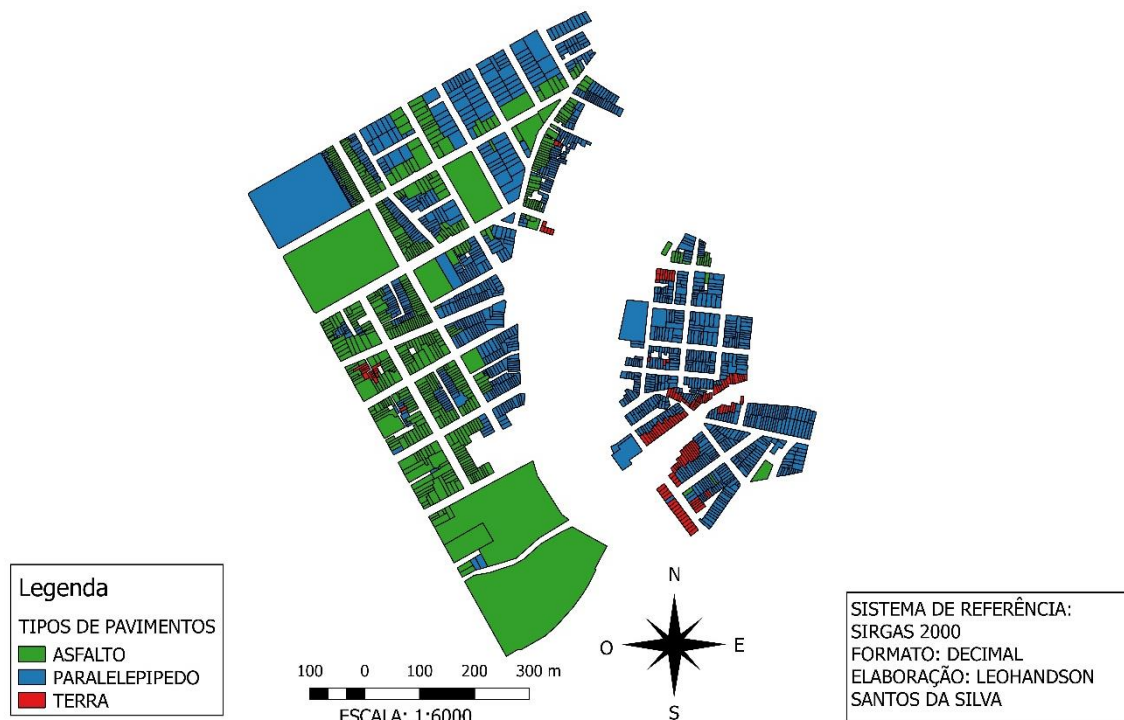 Legenda
TIPOS DE PAVIMENTOS
ASFALTO
PARALELEPIPEDO
TERRA
100 0 100 200 300 m
ESCALA: 1:6000
N
O E
S
SISTEMA DE REFERÊNCIA:
SIRGAS 2000
FORMATO: DECIMAL
ELABORAÇÃO: LEOHANDSON
SANTOS DA SILVA